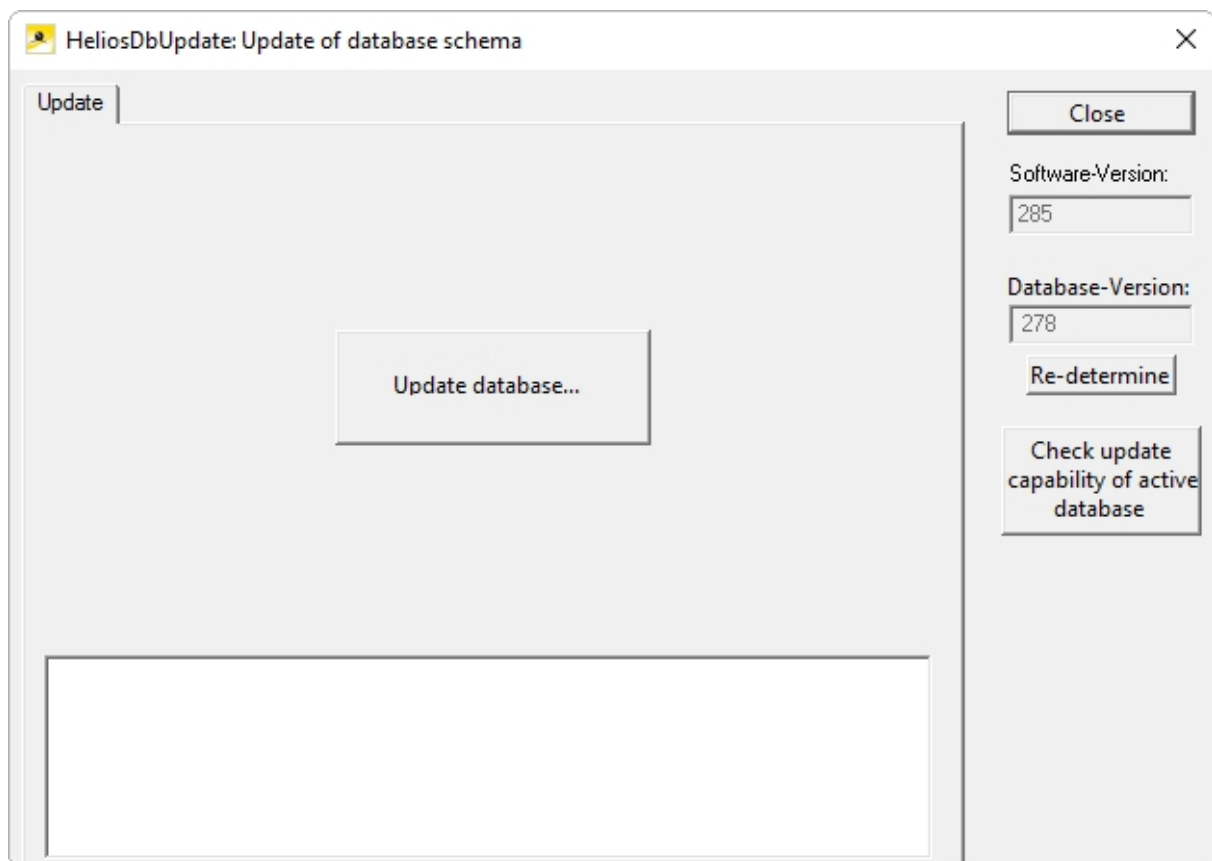 HeliosDbUpdate: Update of database schema
Update
Update database...
Close
Software-Version:
285
Database-Version:
278
Re-determine
Check update
capability of active
database